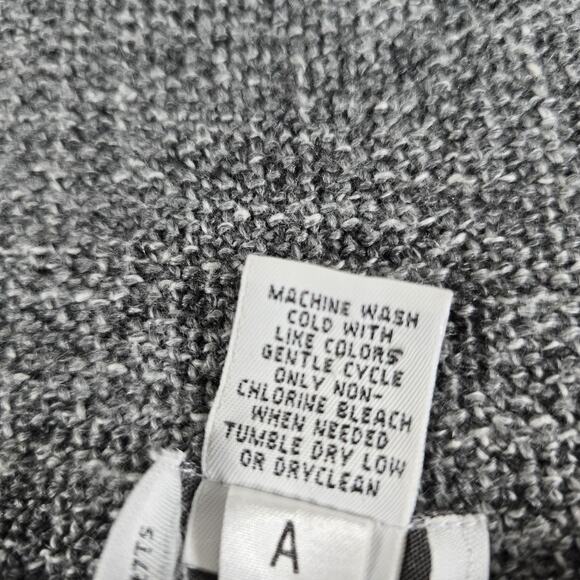 MACHINE WASH
COLD WITH
LIKE COLORS
GENTLE CYCLE
ONLY NON-
CHLORINE BLEACH
WHEN NEEDED
TUMBLE DRY LOW
OR DRYCLEAN
A